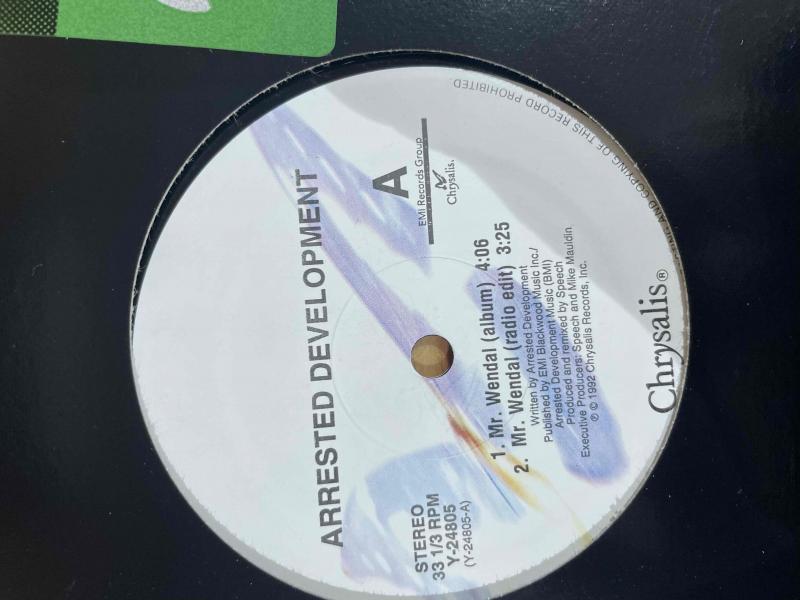 ARRESTED DEVELOPMENT
A
EMI Records Group
Chrysalis.
STEREO
33 1/3 RPM
Y-24805
(Y-24805-A)
1. Mr. Wendal (album) 4:06
2. Mr. Wendal (radio edit) 3:25
Written by Arrested Development
Published by EMI Blackwood Music Inc./
Arrested Development Music (BMI)
Produced and remixed by Speech
Executive Producers: Speech and Mike Mauldin
℗ © 1992 Chrysalis Records, Inc.
Chrysalis®
AND COPYING OF THIS RECORD PROHIBITED